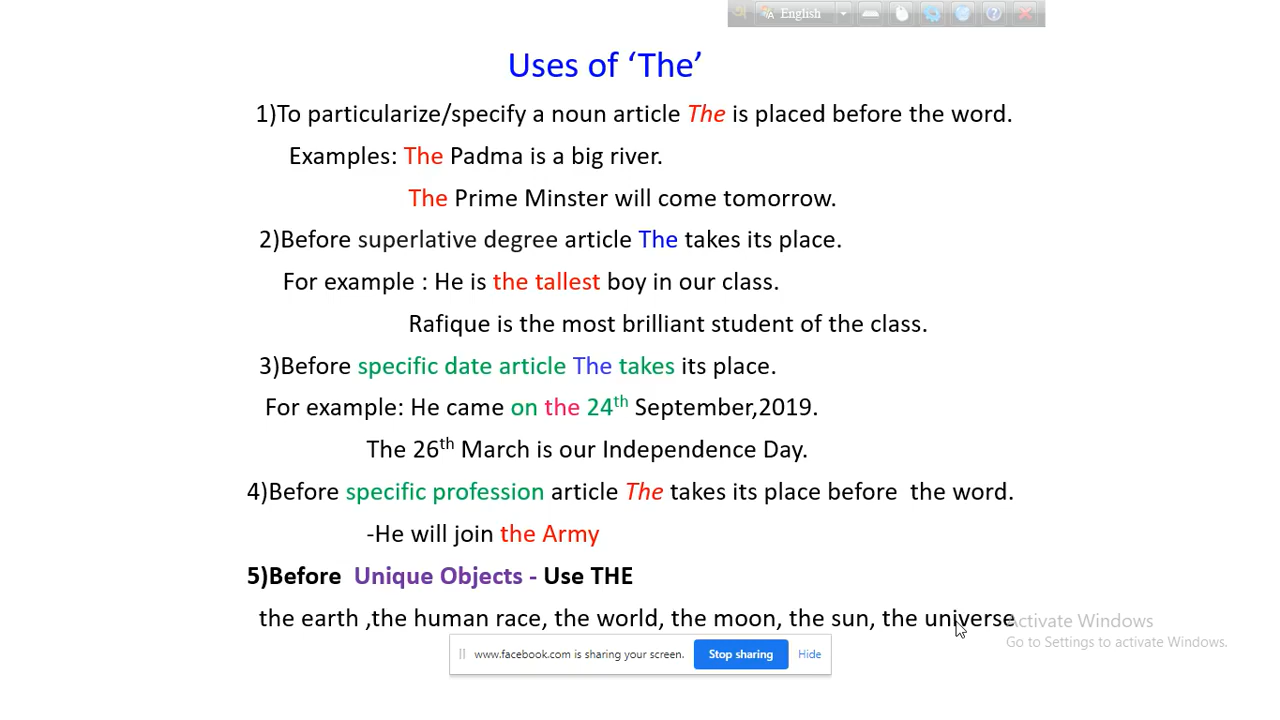 English
Uses of ‘The’
1)To particularize/specify a noun article The is placed before the word.
Examples: The Padma is a big river.
The Prime Minster will come tomorrow.
2)Before superlative degree article The takes its place.
For example : He is the tallest boy in our class.
Rafique is the most brilliant student of the class.
3)Before specific date article The takes its place.
For example: He came on the 24th September,2019.
The 26th March is our Independence Day.
4)Before specific profession article The takes its place before the word.
-He will join the Army
5)Before Unique Objects - Use THE
the earth ,the human race, the world, the moon, the sun, the universe
Activate Windows
Go to Settings to activate Windows.
www.facebook.com is sharing your screen. Stop sharing Hide